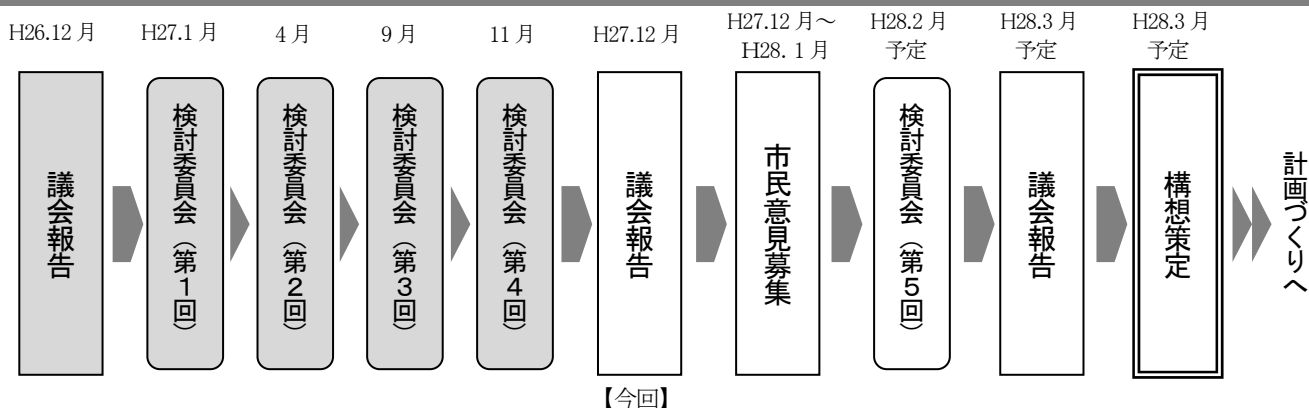 H26.12月
H27.1月
4月
9月
11月
H27.12月
H27.12月～
H28.1月
H28.2月
予定
H28.3月
予定
H28.3月
予定
議会報告
検討委員会（第1回）
検討委員会（第2回）
検討委員会（第3回）
検討委員会（第4回）
議会報告
市民意見募集
検討委員会（第5回）
議会報告
構想策定
計画づくりへ
【今回】